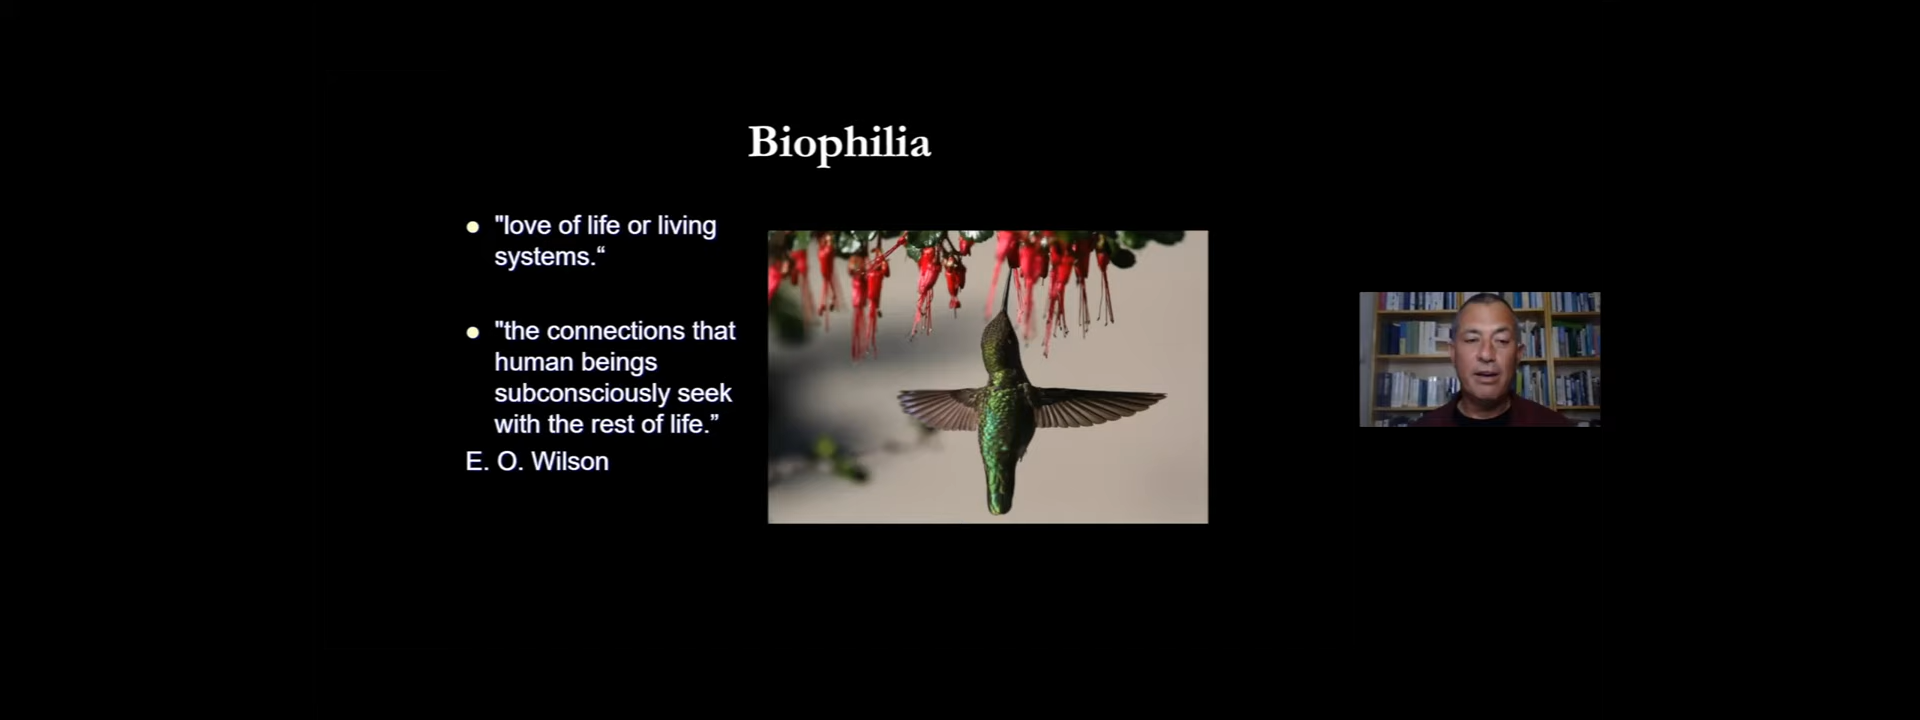 Biophilia
● "love of life or living
systems.“
● "the connections that
human beings
subconsciously seek
with the rest of life.”
E. O. Wilson